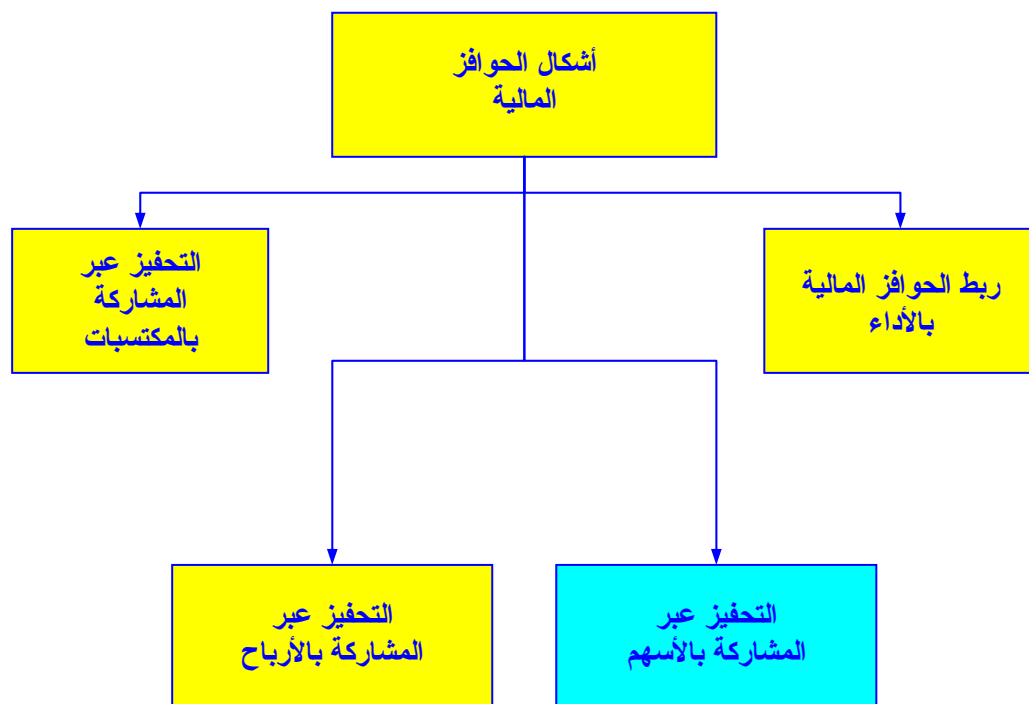 أشكال الحوافز
المالية
ربط الحوافز المالية
بالأداء
التحفيز عبر
المشاركة
بالمكتسبات
التحفيز عبر
المشاركة بالأسهم
التحفيز عبر
المشاركة بالأرباح